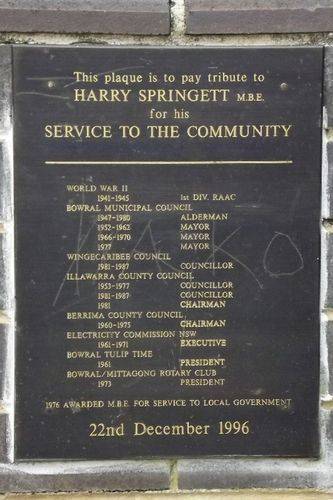 This plaque is to pay tribute to
HARRY SPRINGETT M.B.E.
for his
SERVICE TO THE COMMUNITY
WORLD WAR II
1941-1945 1st DIV. RAAC
BOWRAL MUNICIPAL COUNCIL
1947-1980 ALDERMAN
1952-1962 MAYOR
1966-1970 MAYOR
1977 MAYOR
WINGECARIBEE COUNCIL
1981-1987 COUNCILLOR
ILLAWARRA COUNTY COUNCIL
1953-1977 COUNCILLOR
1981-1987 COUNCILLOR
1981 CHAIRMAN
BERRIMA COUNTY COUNCIL
1960-1975 CHAIRMAN
ELECTRICITY COMMISSION NSW
1961-1971 EXECUTIVE
BOWRAL TULIP TIME
1961 PRESIDENT
BOWRAL/MITTAGONG ROTARY CLUB
1973 PRESIDENT
1976 AWARDED M.B.E. FOR SERVICE TO LOCAL GOVERNMENT
22nd December 1996